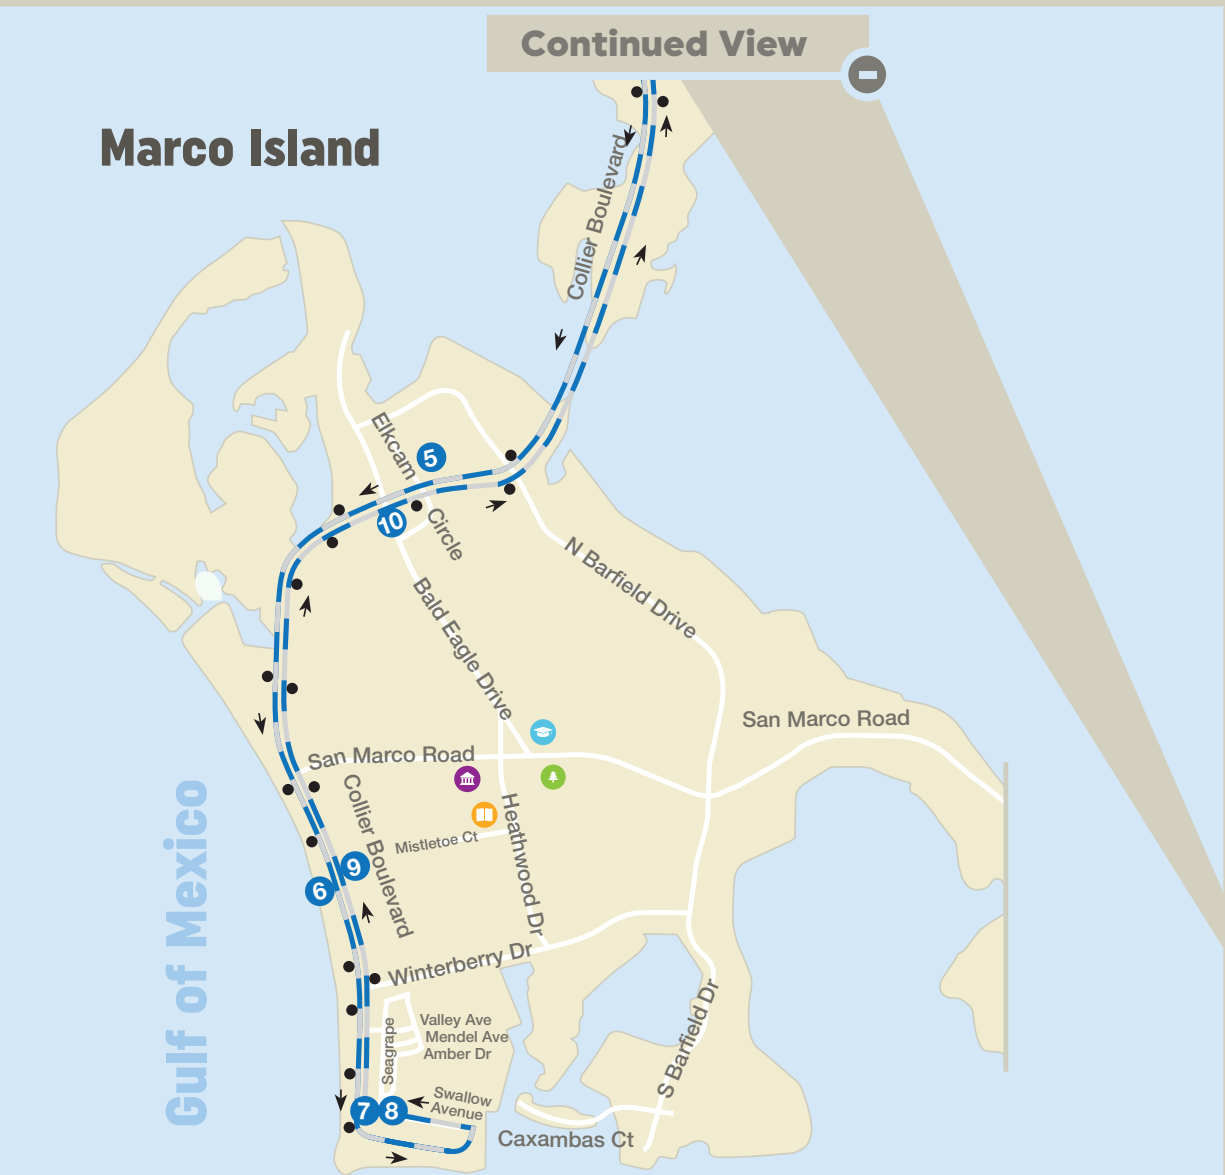 Continued View
Marco Island
Collier Boulevard
Elkcam
Circle
5
10
N Barfield Drive
Bald Eagle Drive
San Marco Road
San Marco Road
Collier Boulevard
Heathwood Dr
Mistletoe Ct
9
6
Gulf of Mexico
Winterberry Dr
Valley Ave
Mendel Ave
Amber Dr
Seagrape
S Barfield Dr
Swallow
Avenue
7
8
Caxambas Ct